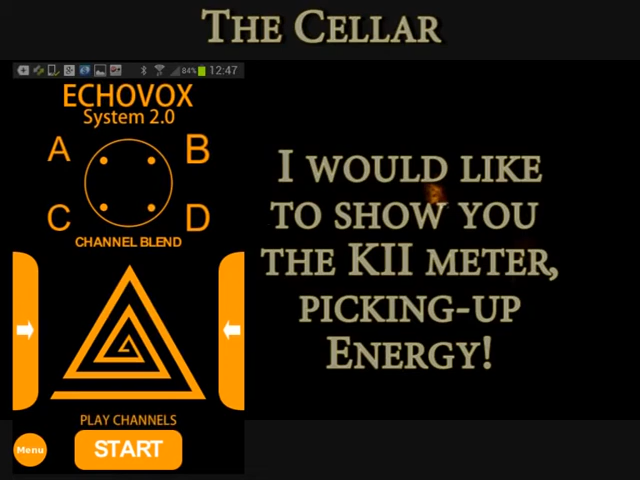 THE CELLAR
84% 12:47
ECHOVOX
System 2.0
A B
C D
CHANNEL BLEND
PLAY CHANNELS
Menu START
I WOULD LIKE
TO SHOW YOU
THE KII METER,
PICKING-UP
ENERGY!